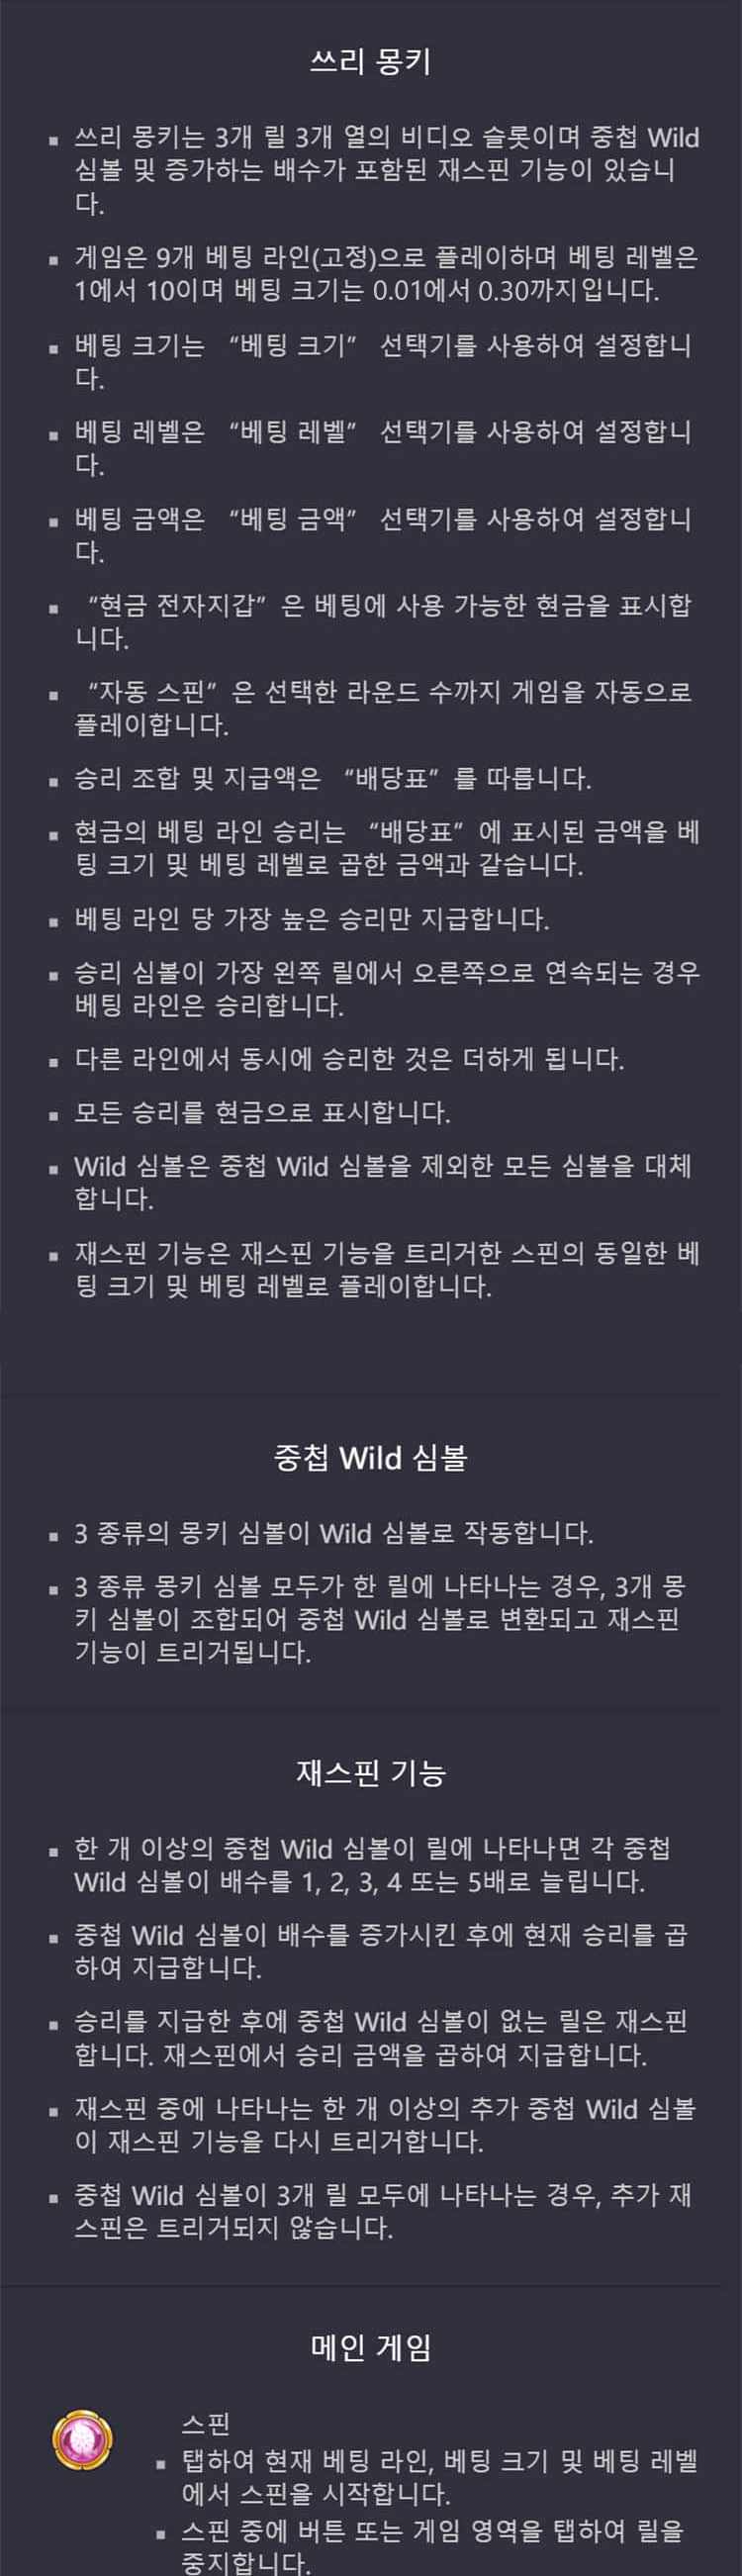 쓰리 몽키
쓰리 몽키는 3개 릴 3개 열의 비디오 슬롯이며 중첩 Wild
심볼 및 증가하는 배수가 포함된 재스핀 기능이 있습니
다.
게임은 9개 베팅 라인(고정)으로 플레이하며 베팅 레벨은
1에서 10이며 베팅 크기는 0.01에서 0.30까지입니다.
베팅 크기는 “베팅 크기” 선택기를 사용하여 설정합니
다.
베팅 레벨은 “베팅 레벨” 선택기를 사용하여 설정합니
다.
베팅 금액은 “베팅 금액” 선택기를 사용하여 설정합니
다.
“현금 전자지갑”은 베팅에 사용 가능한 현금을 표시합
니다.
“자동 스핀”은 선택한 라운드 수까지 게임을 자동으로
플레이합니다.
승리 조합 및 지급액은 “배당표”를 따릅니다.
현금의 베팅 라인 승리는 “배당표”에 표시된 금액을 베
팅 크기 및 베팅 레벨로 곱한 금액과 같습니다.
베팅 라인 당 가장 높은 승리만 지급합니다.
승리 심볼이 가장 왼쪽 릴에서 오른쪽으로 연속되는 경우
베팅 라인은 승리합니다.
다른 라인에서 동시에 승리한 것은 더하게 됩니다.
모든 승리를 현금으로 표시합니다.
Wild 심볼은 중첩 Wild 심볼을 제외한 모든 심볼을 대체
합니다.
재스핀 기능은 재스핀 기능을 트리거한 스핀의 동일한 베
팅 크기 및 베팅 레벨로 플레이합니다.
중첩 Wild 심볼
3 종류의 몽키 심볼이 Wild 심볼로 작동합니다.
3 종류 몽키 심볼 모두가 한 릴에 나타나는 경우, 3개 몽
키 심볼이 조합되어 중첩 Wild 심볼로 변환되고 재스핀
기능이 트리거됩니다.
재스핀 기능
한 개 이상의 중첩 Wild 심볼이 릴에 나타나면 각 중첩
Wild 심볼이 배수를 1, 2, 3, 4 또는 5배로 늘립니다.
중첩 Wild 심볼이 배수를 증가시킨 후에 현재 승리를 곱
하여 지급합니다.
승리를 지급한 후에 중첩 Wild 심볼이 없는 릴은 재스핀
합니다. 재스핀에서 승리 금액을 곱하여 지급합니다.
재스핀 중에 나타나는 한 개 이상의 추가 중첩 Wild 심볼
이 재스핀 기능을 다시 트리거합니다.
중첩 Wild 심볼이 3개 릴 모두에 나타나는 경우, 추가 재
스핀은 트리거되지 않습니다.
메인 게임
스핀
탭하여 현재 베팅 라인, 베팅 크기 및 베팅 레벨
에서 스핀을 시작합니다.
스핀 중에 버튼 또는 게임 영역을 탭하여 릴을
중지합니다.